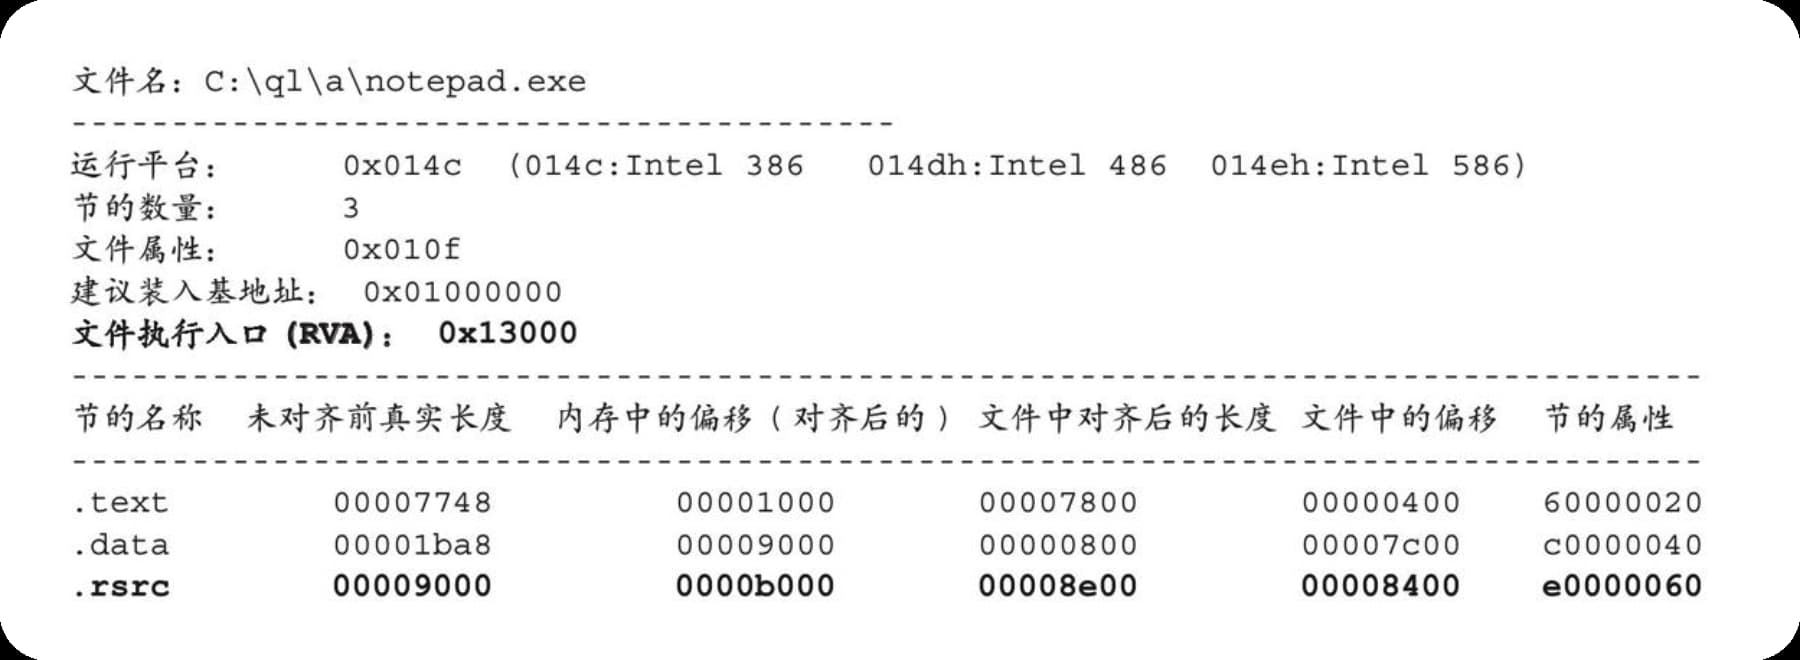 文件名：C:\ql\a\notepad.exe
-----------------------------------------
运行平台： 0x014c (014c:Intel 386 014dh:Intel 486 014eh:Intel 586)
节的数量： 3
文件属性： 0x010f
建议装入基地址： 0x01000000
文件执行入口(RVA)： 0x13000
---------------------------------------------------------------------------------
节的名称 未对齐前真实长度 内存中的偏移(对齐后的) 文件中对齐后的长度 文件中的偏移 节的属性
---------------------------------------------------------------------------------
.text 00007748 00001000 00007800 00000400 60000020
.data 00001ba8 00009000 00000800 00007c00 c0000040
.rsrc 00009000 0000b000 00008e00 00008400 e0000060